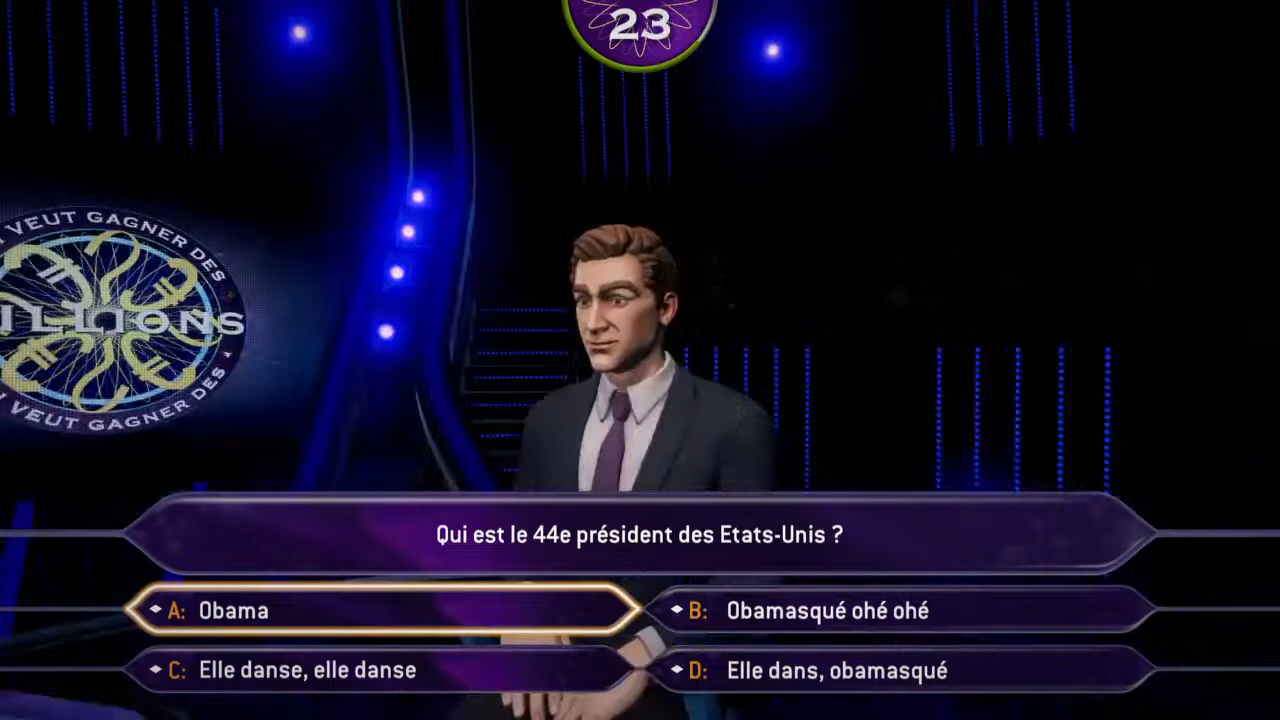 23
VEUT GAGNER DES
ILLIONS
VEUT GAGNER DES
Qui est le 44e président des Etats-Unis ?
A: Obama
B: Obamasqué ohé ohé
C: Elle danse, elle danse
D: Elle dans, obamasqué